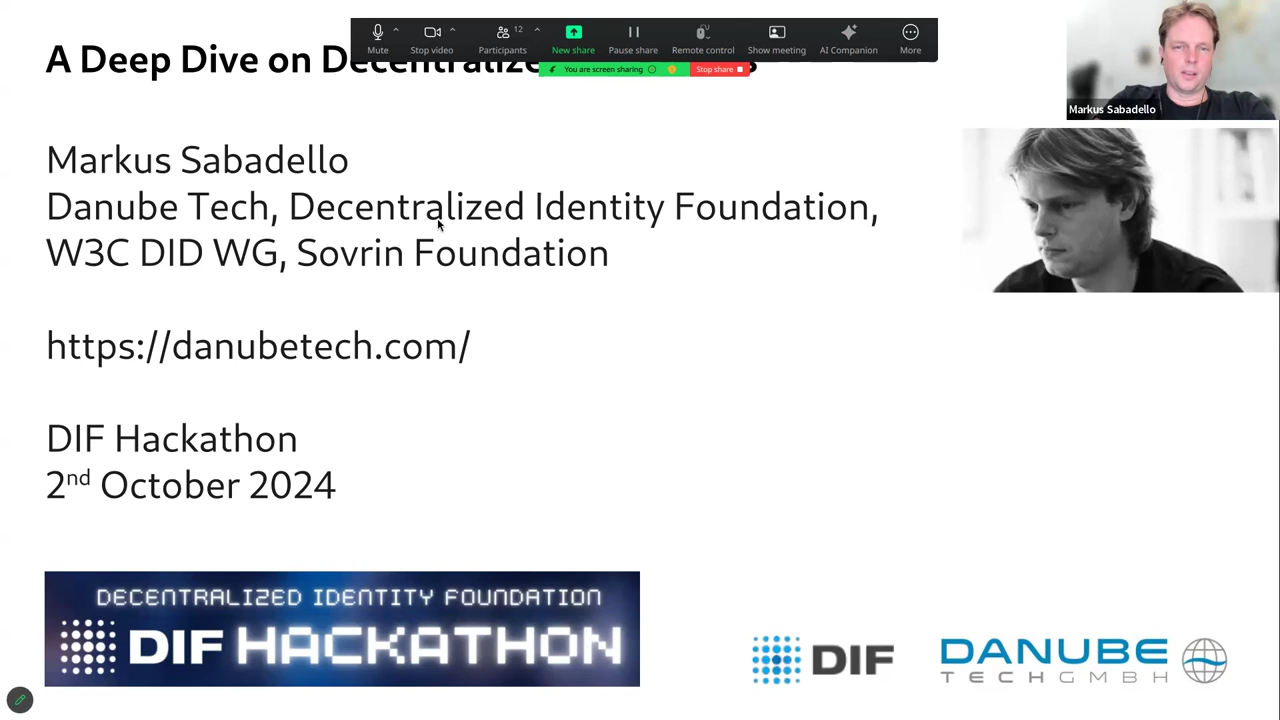 A Deep Dive on Decentralize
Mute
Stop video
Participants
12
New share
Pause share
Remote control
Show meeting
AI Companion
More
You are screen sharing
Stop share
Markus Sabadello
Markus Sabadello
Danube Tech, Decentralized Identity Foundation,
W3C DID WG, Sovrin Foundation
https://danubetech.com/
DIF Hackathon
2nd October 2024
DECENTRALIZED IDENTITY FOUNDATION
DIF HACKATHON
DIF
DANUBE
TECHGMBH